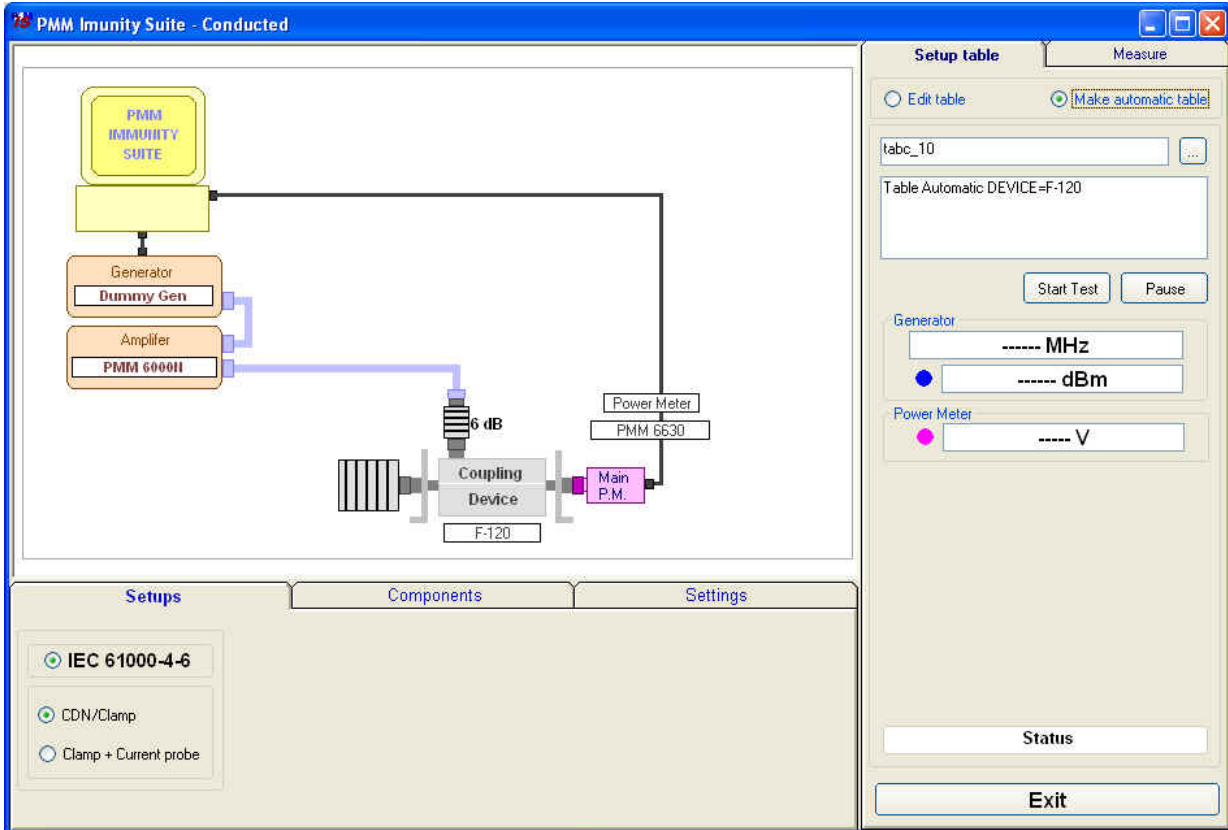 PMM Imunity Suite - Conducted
PMM
IMMUNITY
SUITE
Generator
Dummy Gen
Amplifer
PMM 6000N
6 dB
Power Meter
PMM 6630
Coupling
Device
Main
P.M.
F-120
Setups
Components
Settings
IEC 61000-4-6
CDN/Clamp
Clamp + Current probe
Setup table
Measure
Edit table
Make automatic table
tabc_10
...
Table Automatic DEVICE=F-120
Start Test
Pause
Generator
------ MHz
------ dBm
Power Meter
----- V
Status
Exit